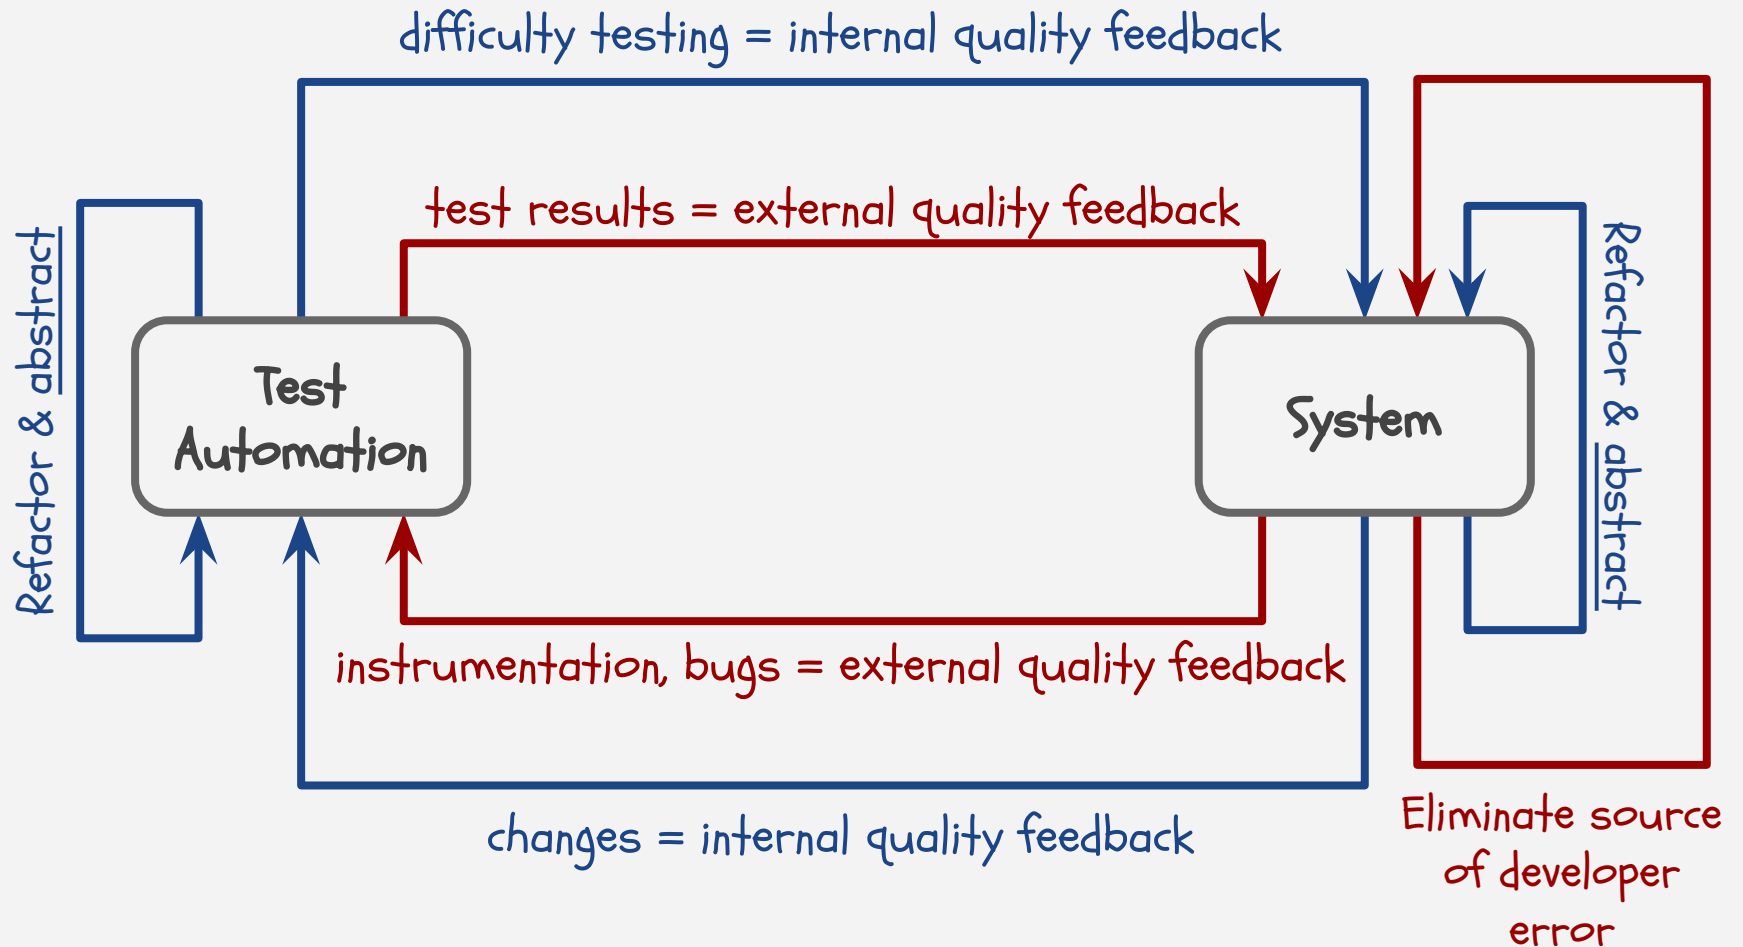 difficulty testing = internal quality feedback
test results = external quality feedback
Refactor & abstract
Test
Automation
System
Refactor & abstract
instrumentation, bugs = external quality feedback
changes = internal quality feedback
Eliminate source
of developer
error